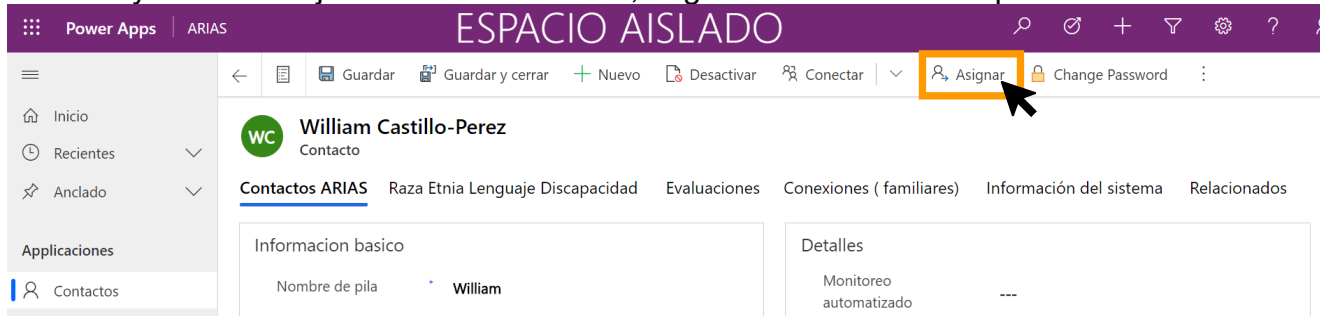 Power Apps ARIAS ESPACIO AISLADO
Guardar Guardar y cerrar Nuevo Desactivar Conectar Asignar Change Password
Inicio
Recientes
Anclado
Applicaciones
Contactos
WC
William Castillo-Perez
Contacto
Contactos ARIAS Raza Etnia Lenguaje Discapacidad Evaluaciones Conexiones ( familiares) Información del sistema Relacionados
Informacion basico
Nombre de pila * William
Detalles
Monitoreo
automatizado ---